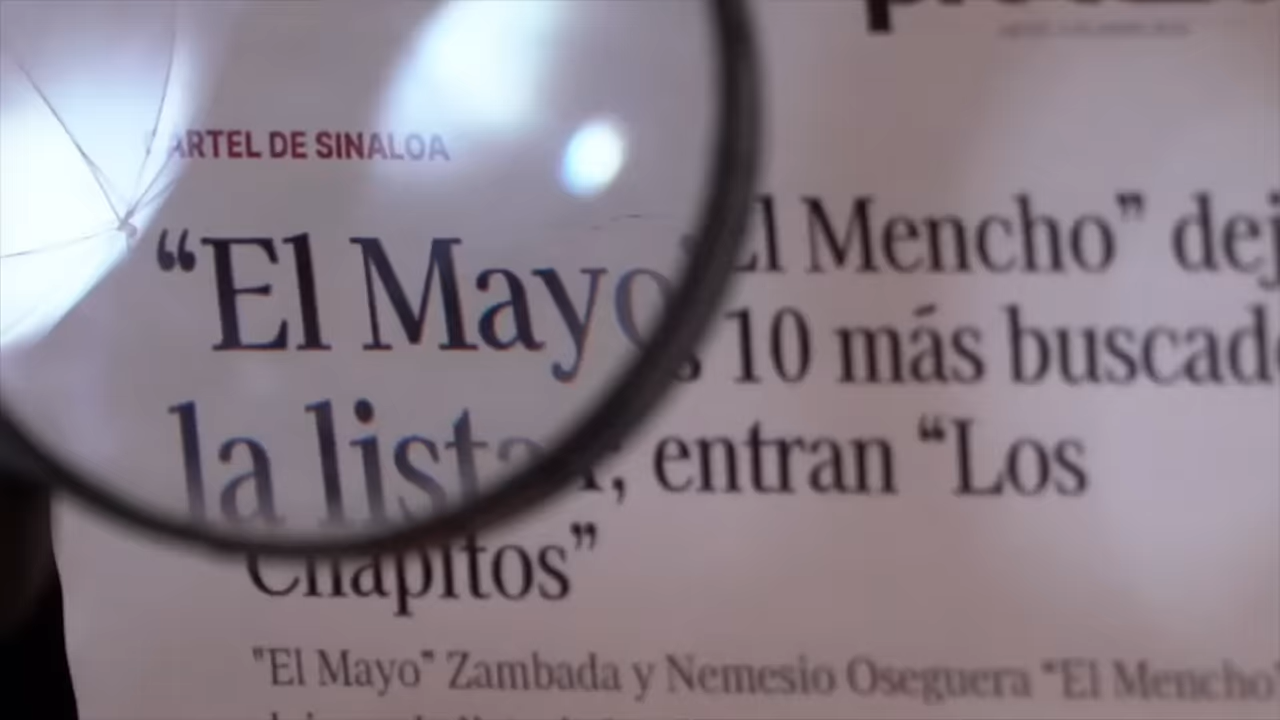 ARTEL DE SINALOA
“El Mayo El Mencho” dej
10 más buscado
la lista , entran “Los
Chapitos”
"El Mayo” Zambada y Nemesio Oseguera “El Mencho”